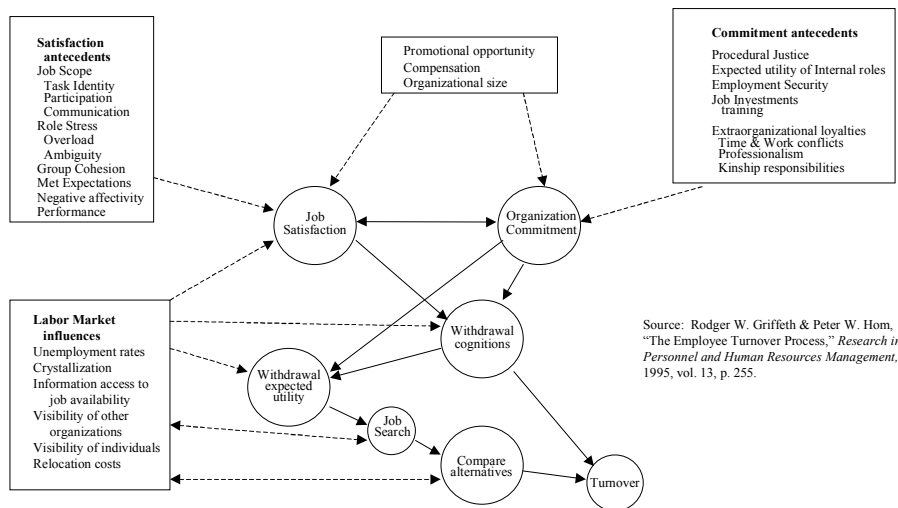 Satisfaction
antecedents
Job Scope
Task Identity
Participation
Communication
Role Stress
Overload
Ambiguity
Group Cohesion
Met Expectations
Negative affectivity
Performance
Promotional opportunity
Compensation
Organizational size
Commitment antecedents
Procedural Justice
Expected utility of Internal roles
Employment Security
Job Investments
training
Extraorganizational loyalties
Time & Work conflicts
Professionalism
Kinship responsibilities
Job
Satisfaction
Organization
Commitment
Labor Market
influences
Unemployment rates
Crystallization
Information access to
job availability
Visibility of other
organizations
Visibility of individuals
Relocation costs
Withdrawal
cognitions
Withdrawal
expected
utility
Job
Search
Compare
alternatives
Turnover
Source: Rodger W. Griffeth & Peter W. Hom,
“The Employee Turnover Process,” Research in
Personnel and Human Resources Management,
1995, vol. 13, p. 255.